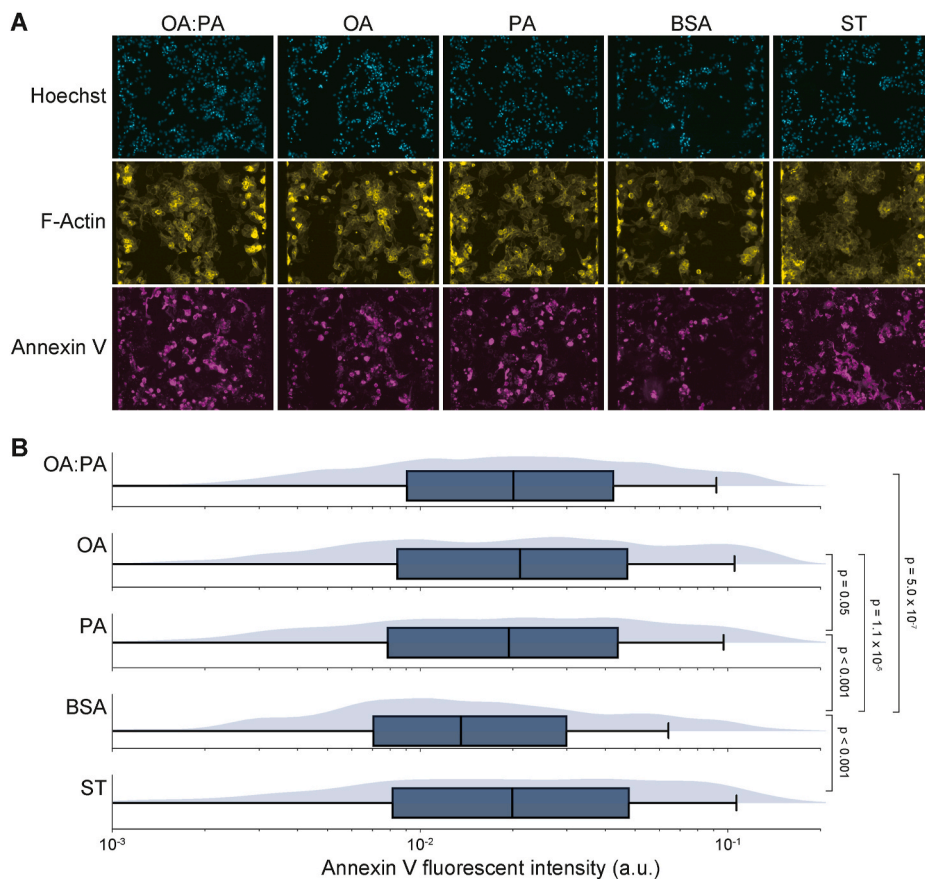 A
OA:PA OA PA BSA ST
Hoechst
F-Actin
Annexin V
B
OA:PA
OA
PA
BSA
ST
p = 0.05
p < 0.001
p < 0.001
p = 1.1 x 10⁻⁵
p = 5.0 x 10⁻⁷
10⁻³ 10⁻² 10⁻¹
Annexin V fluorescent intensity (a.u.)